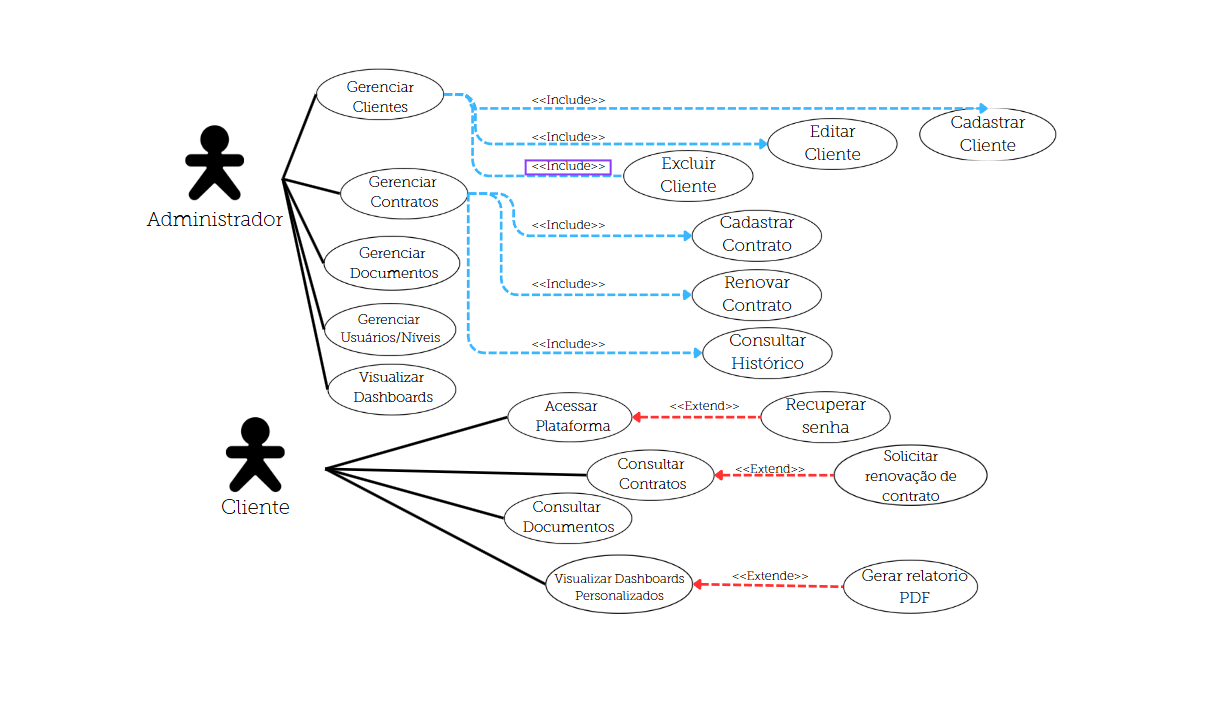 Gerenciar
Clientes
<<Include>>
Cadastrar
Cliente
<<Include>>
Editar
Cliente
<<Include>>
Excluir
Cliente
Administrador
Gerenciar
Contratos
<<Include>>
Cadastrar
Contrato
Gerenciar
Documentos
<<Include>>
Renovar
Contrato
Gerenciar
Usuários/Níveis
<<Include>>
Consultar
Histórico
Visualizar
Dashboards
Acessar
Plataforma
<<Extend>>
Recuperar
senha
Cliente
Consultar
Contratos
<<Extend>>
Solicitar
renovação de
contrato
Consultar
Documentos
Visualizar Dashboards
Personalizados
<<Extende>>
Gerar relatorio
PDF